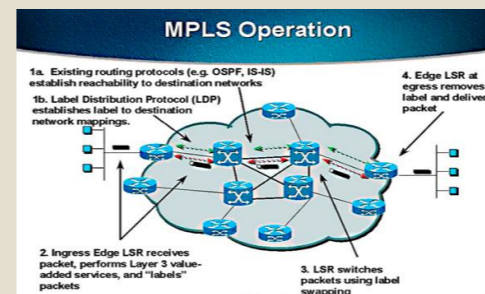 MPLS Operation
1a. Existing routing protocols (e.g. OSPF, IS-IS)
establish reachability to destination networks
1b. Label Distribution Protocol (LDP)
establishes label to destination
network mappings.
4. Edge LSR at
egress removes
label and deliver
packet
2. Ingress Edge LSR receives
packet, performs Layer 3 value-
added services, and “labels”
packets
3. LSR switches
packets using label
swapping